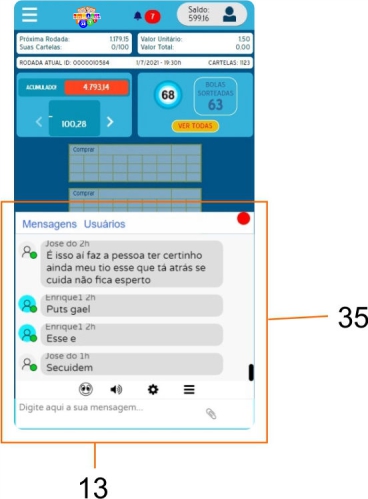 Saldo:
7
599.16
Próxima Rodada: 1.179.15
Suas Cartelas: 0/100
Valor Unitário: 1.50
Valor Total: 0.00
RODADA ATUAL ID: 0000010564 1/7/2021 - 19:30h CARTELAS: 1123
ACUMULADO! 4.793,14
BOLAS
68 SORTEADAS
63
< 100,28 >
VER TODAS
Comprar
Comprar
Mensagens Usuários
Jose do 2h
É isso aí faz a pessoa ter certinho
ainda meu tio esse que tá atrás se
cuida não fica esperto
Enrique1 2h
Puts gael
Enrique1 2h
Esse e
Jose do 1h
Secuidem
Digite aqui a sua mensagem...
35
13